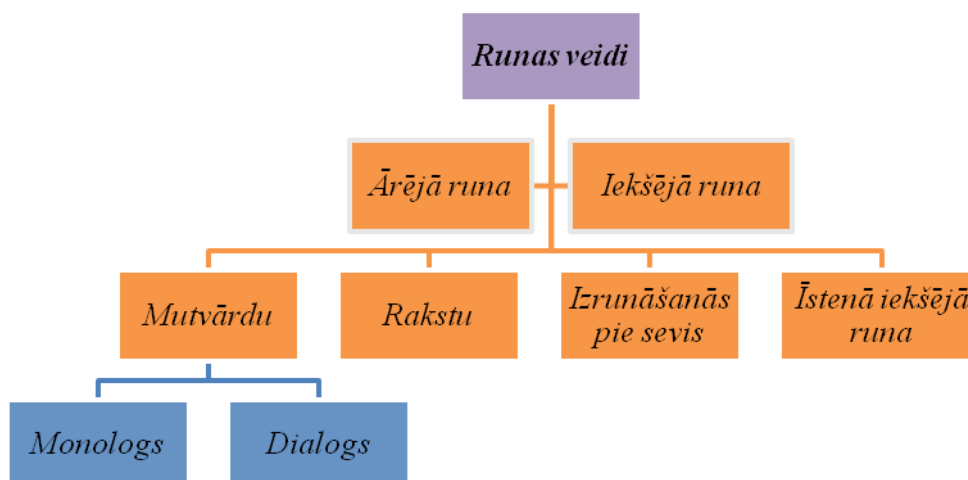 Runas veidi
Ārējā runa
Iekšējā runa
Mutvārdu
Rakstu
Izrunāšanās
pie sevis
Īstenā iekšējā
runa
Monologs
Dialogs